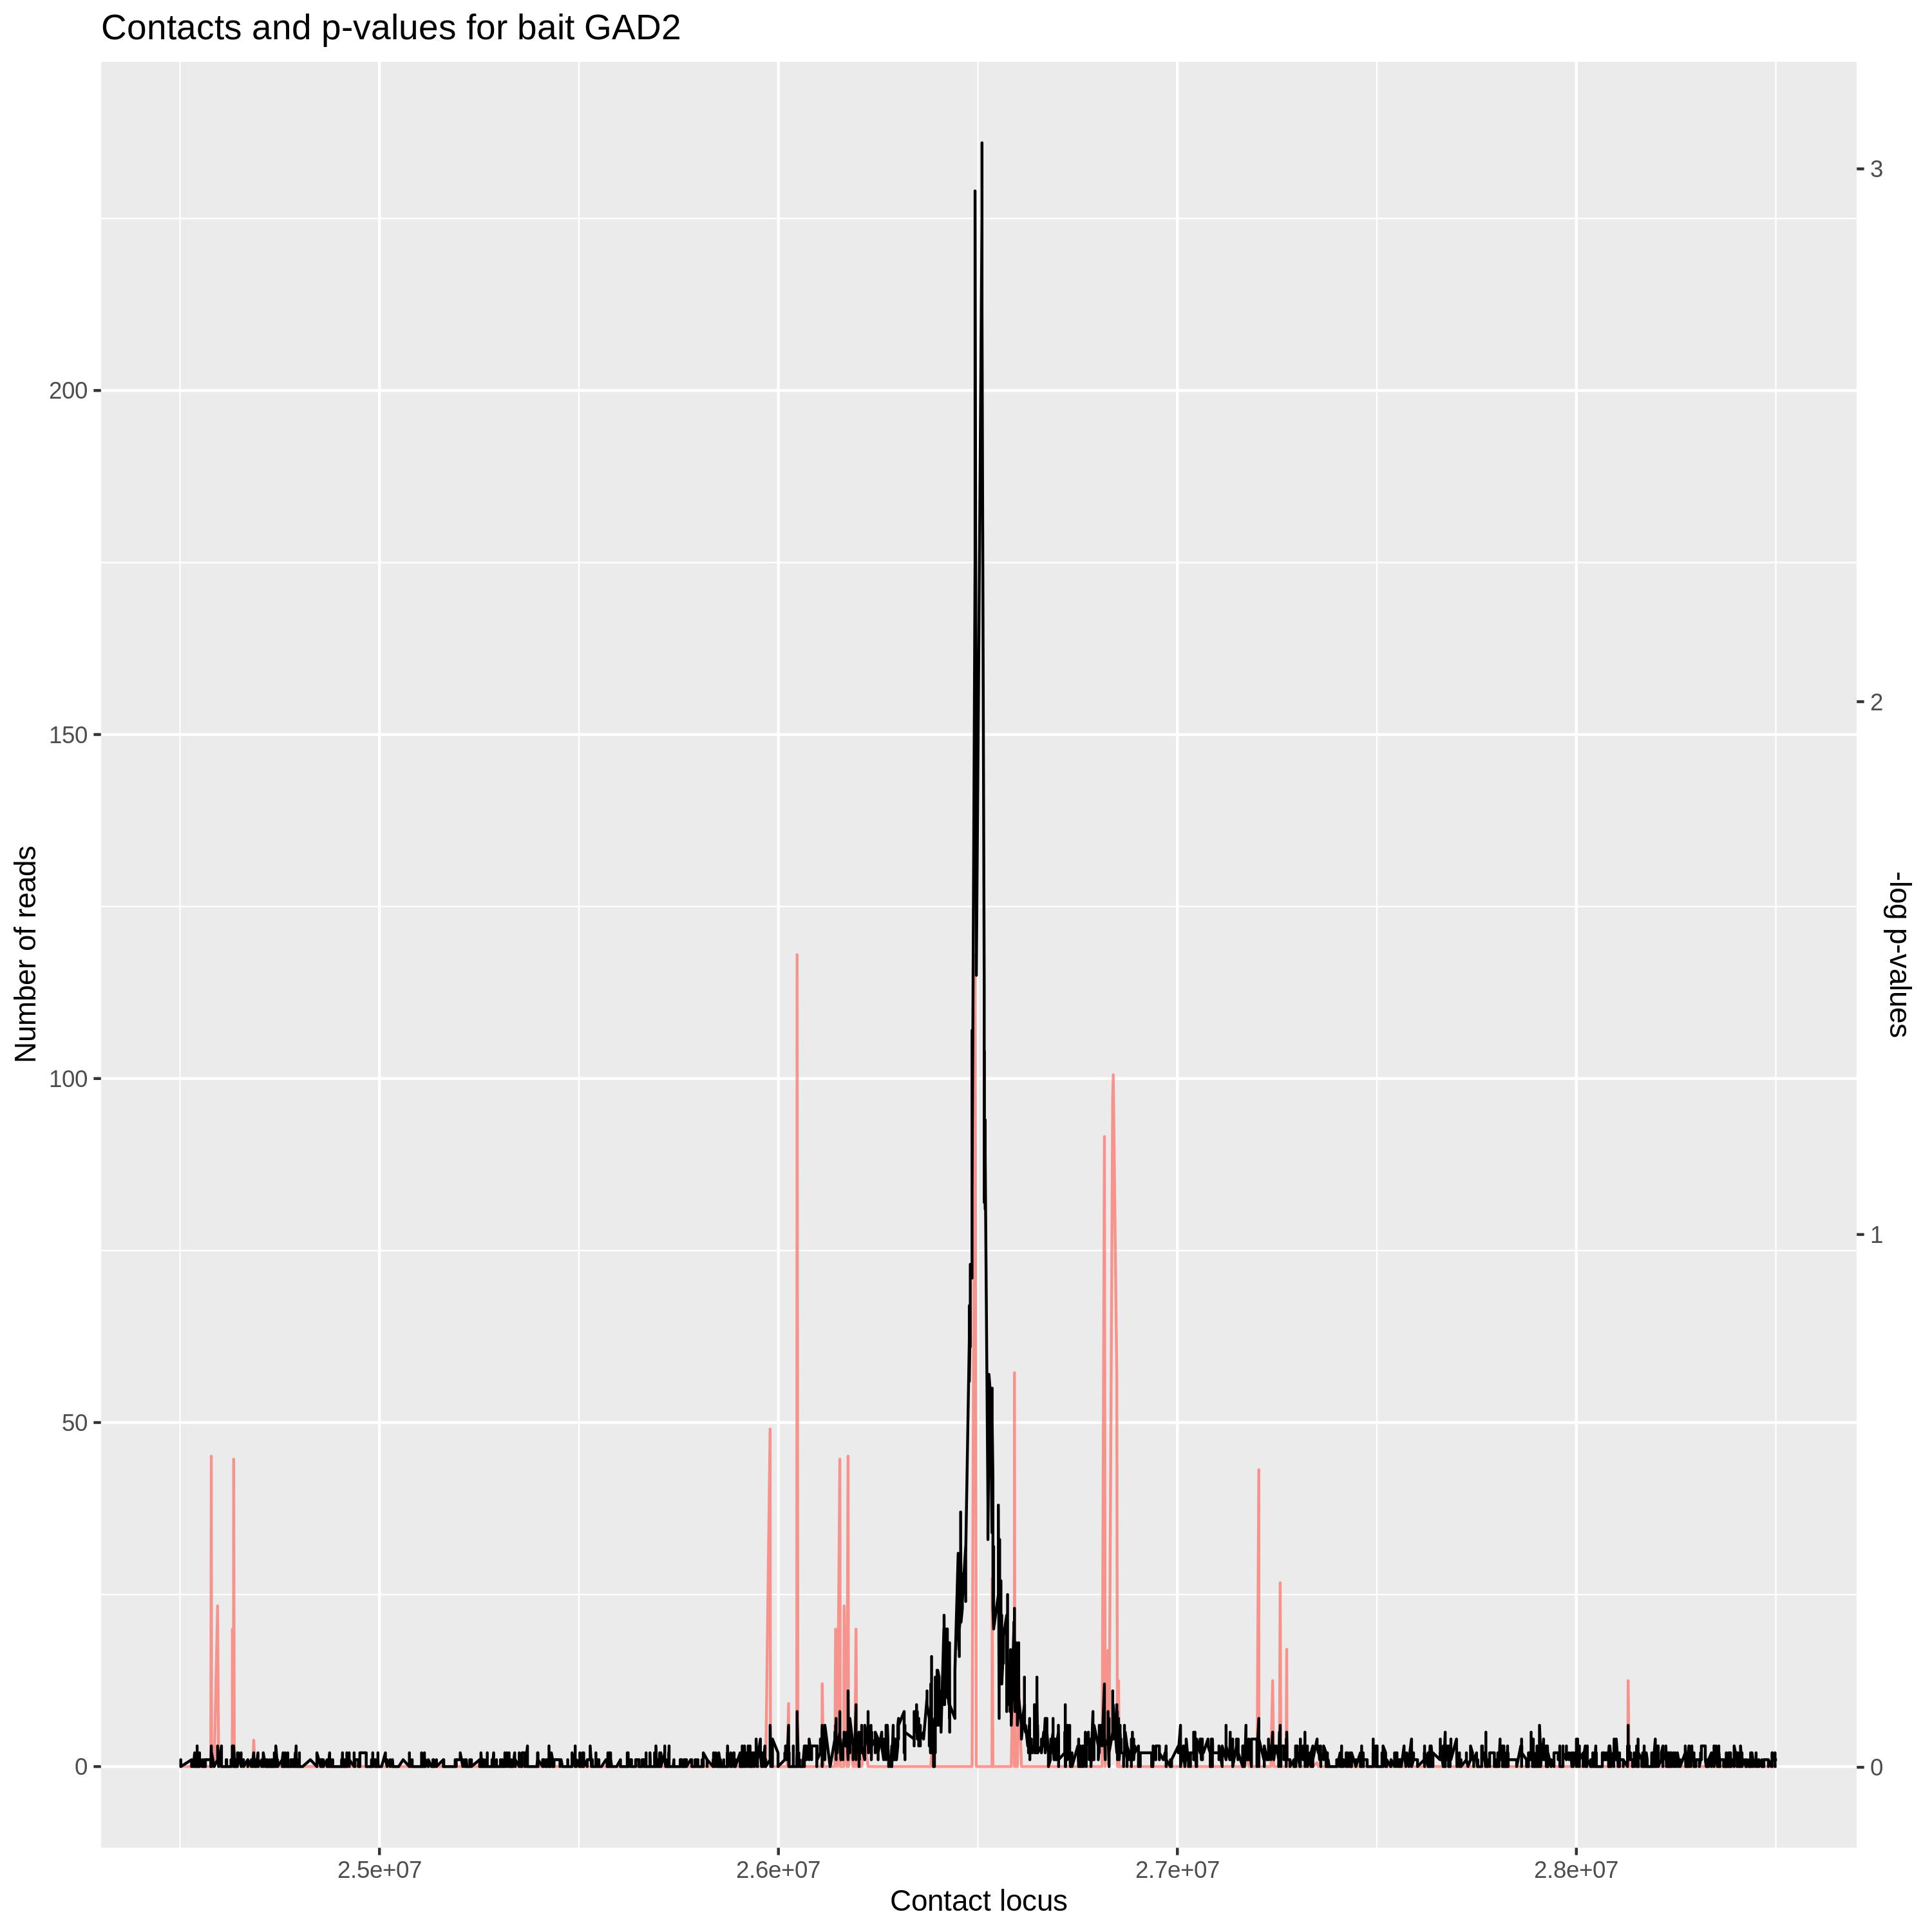 Contacts and p-values for bait GAD2
Number of reads
200
150
100
50
0
3
2
1
0
-log p-values
2.5e+07 2.6e+07 2.7e+07 2.8e+07
Contact locus